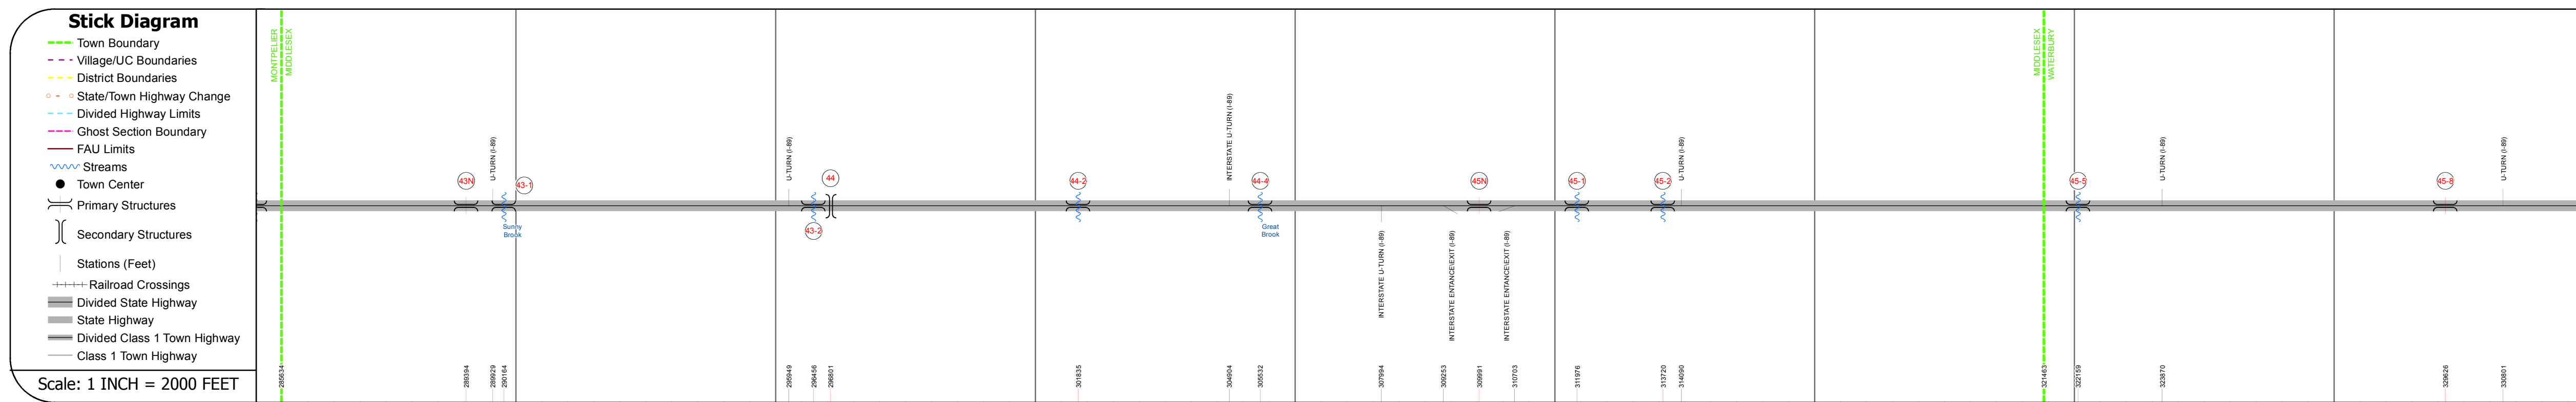 Stick Diagram
Town Boundary
Village/UC Boundaries
District Boundaries
State/Town Highway Change
Divided Highway Limits
Ghost Section Boundary
FAU Limits
Streams
Town Center
Primary Structures
Secondary Structures
Stations (Feet)
Railroad Crossings
Divided State Highway
State Highway
Divided Class 1 Town Highway
Class 1 Town Highway
Scale: 1 INCH = 2000 FEET
MONTPELIER
MIDDLESEX
MIDDLESEX
WATERBURY
U-TURN (I-89)
U-TURN (I-89)
INTERSTATE U-TURN (I-89)
U-TURN (I-89)
U-TURN (I-89)
U-TURN (I-89)
43N
43-1
44
44-2
44-4
45N
45-1
45-2
45-5
45-8
43-2
Sunny
Brook
Great
Brook
INTERSTATE U-TURN (I-89)
INTERSTATE ENTANCE\EXIT (I-89)
INTERSTATE ENTANCE\EXIT (I-89)
285634
289394
289929
290164
295949
296456
296801
301835
304904
305532
307994
309253
309991
310703
311976
313720
314090
321463
322159
323870
329626
330801